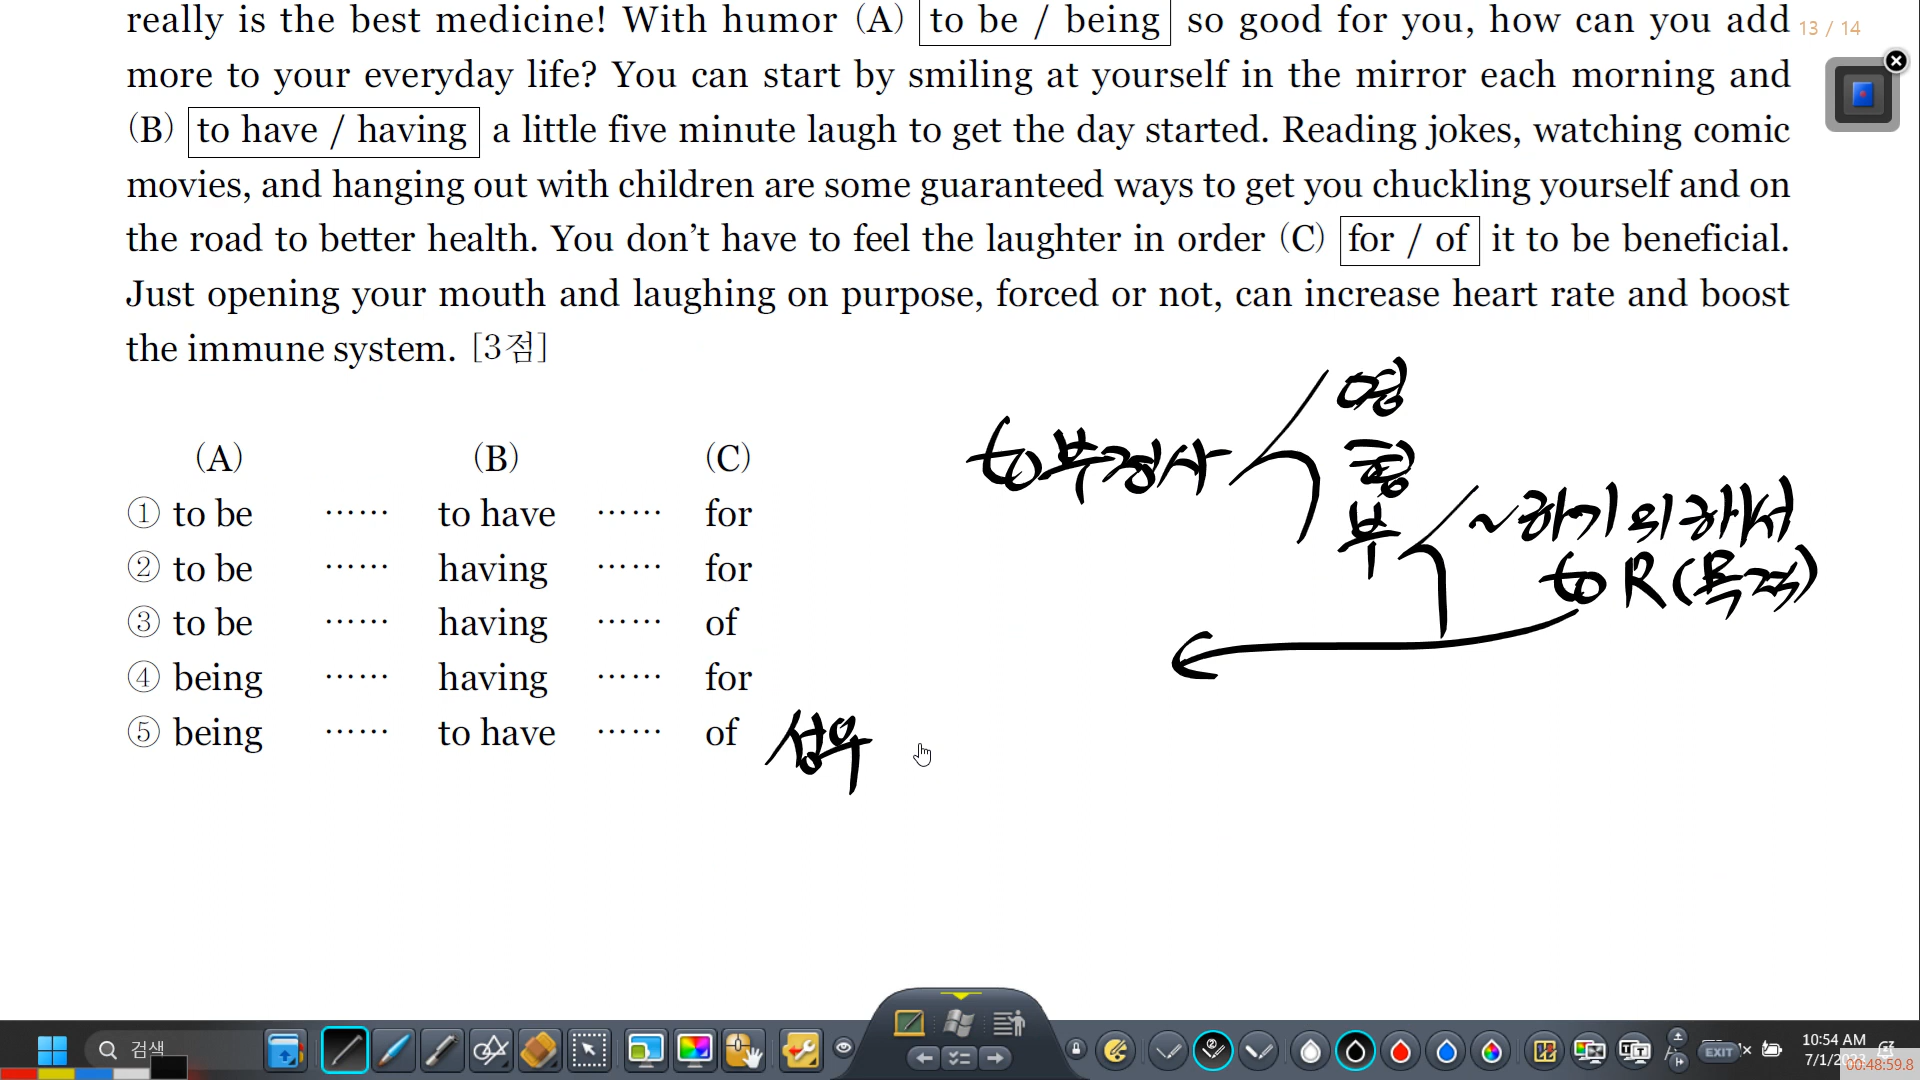 really is the best medicine! With humor (A) to be / being so good for you, how can you add
13 / 14
more to your everyday life? You can start by smiling at yourself in the mirror each morning and
(B) to have / having a little five minute laugh to get the day started. Reading jokes, watching comic
movies, and hanging out with children are some guaranteed ways to get you chuckling yourself and on
the road to better health. You don’t have to feel the laughter in order (C) for / of it to be beneficial.
Just opening your mouth and laughing on purpose, forced or not, can increase heart rate and boost
the immune system. [3점]
(A) (B) (C)
① to be ⋯⋯ to have ⋯⋯ for
② to be ⋯⋯ having ⋯⋯ for
③ to be ⋯⋯ having ⋯⋯ of
④ being ⋯⋯ having ⋯⋯ for
⑤ being ⋯⋯ to have ⋯⋯ of
to부정사
명
형
부
~하기 위하서
to R (목적)
성우
검색
EXIT
10:54 AM
00:48:59.8